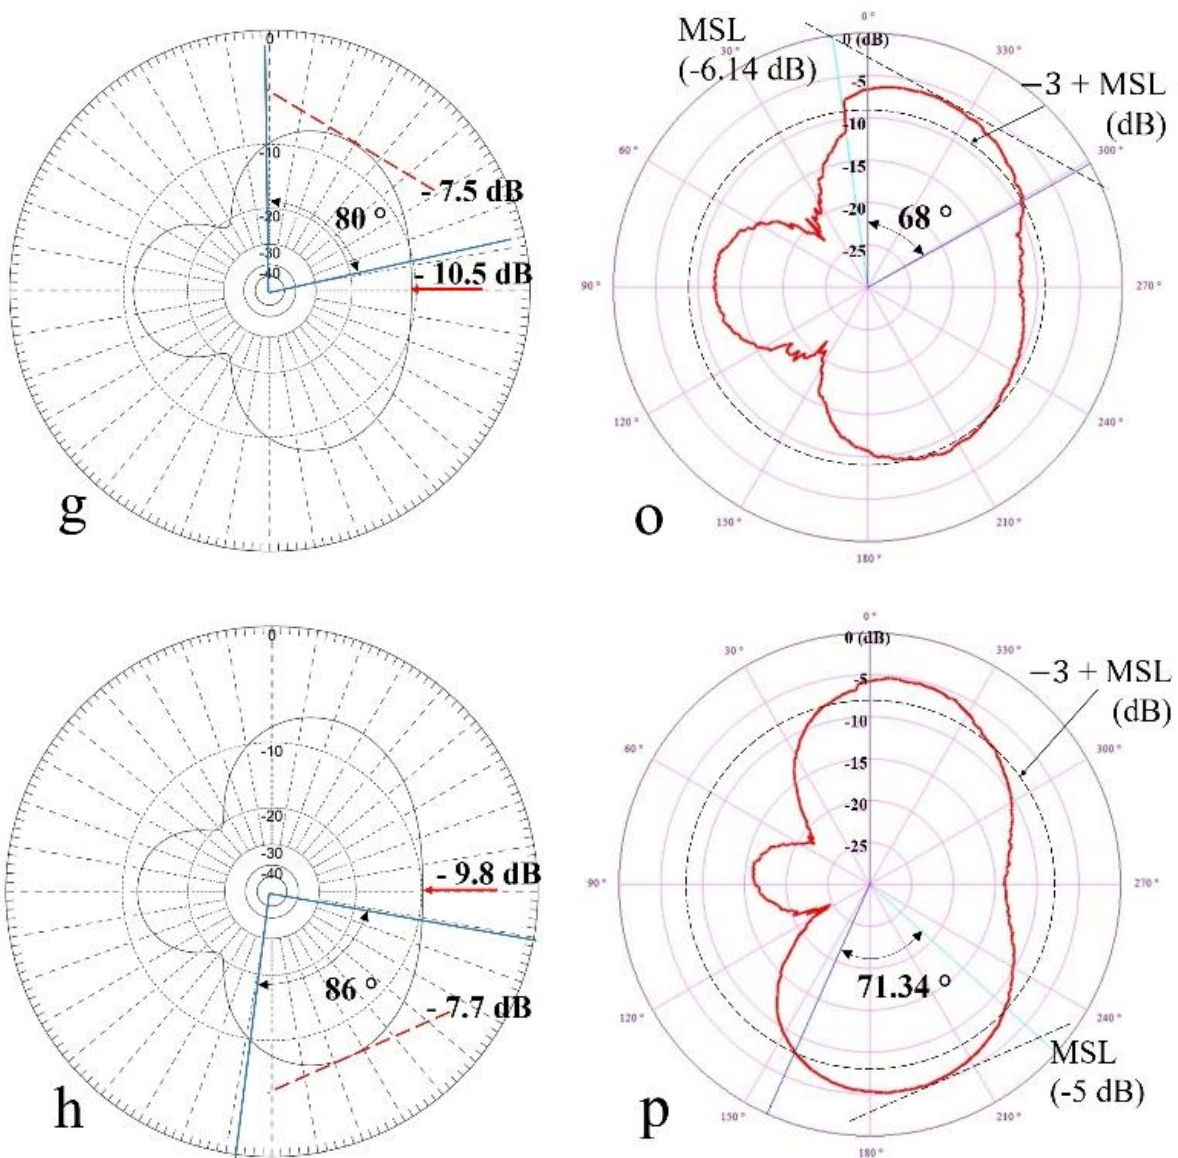 0
-10
-20
-30
-40
- 7.5 dB
80 °
- 10.5 dB
g
MSL
(-6.14 dB)
0 (dB)
-5
-10
-15
-20
-25
0 °
30 °
330 °
−3 + MSL
(dB)
60 °
300 °
68 °
90 °
270 °
120 °
240 °
150 °
210 °
180 °
o
0
-10
-20
-30
-40
- 9.8 dB
86 °
- 7.7 dB
h
0 °
0 (dB)
-5
-10
-15
-20
-25
30 °
330 °
−3 + MSL
(dB)
60 °
300 °
90 °
270 °
71.34 °
120 °
240 °
MSL
(-5 dB)
150 °
210 °
180 °
p